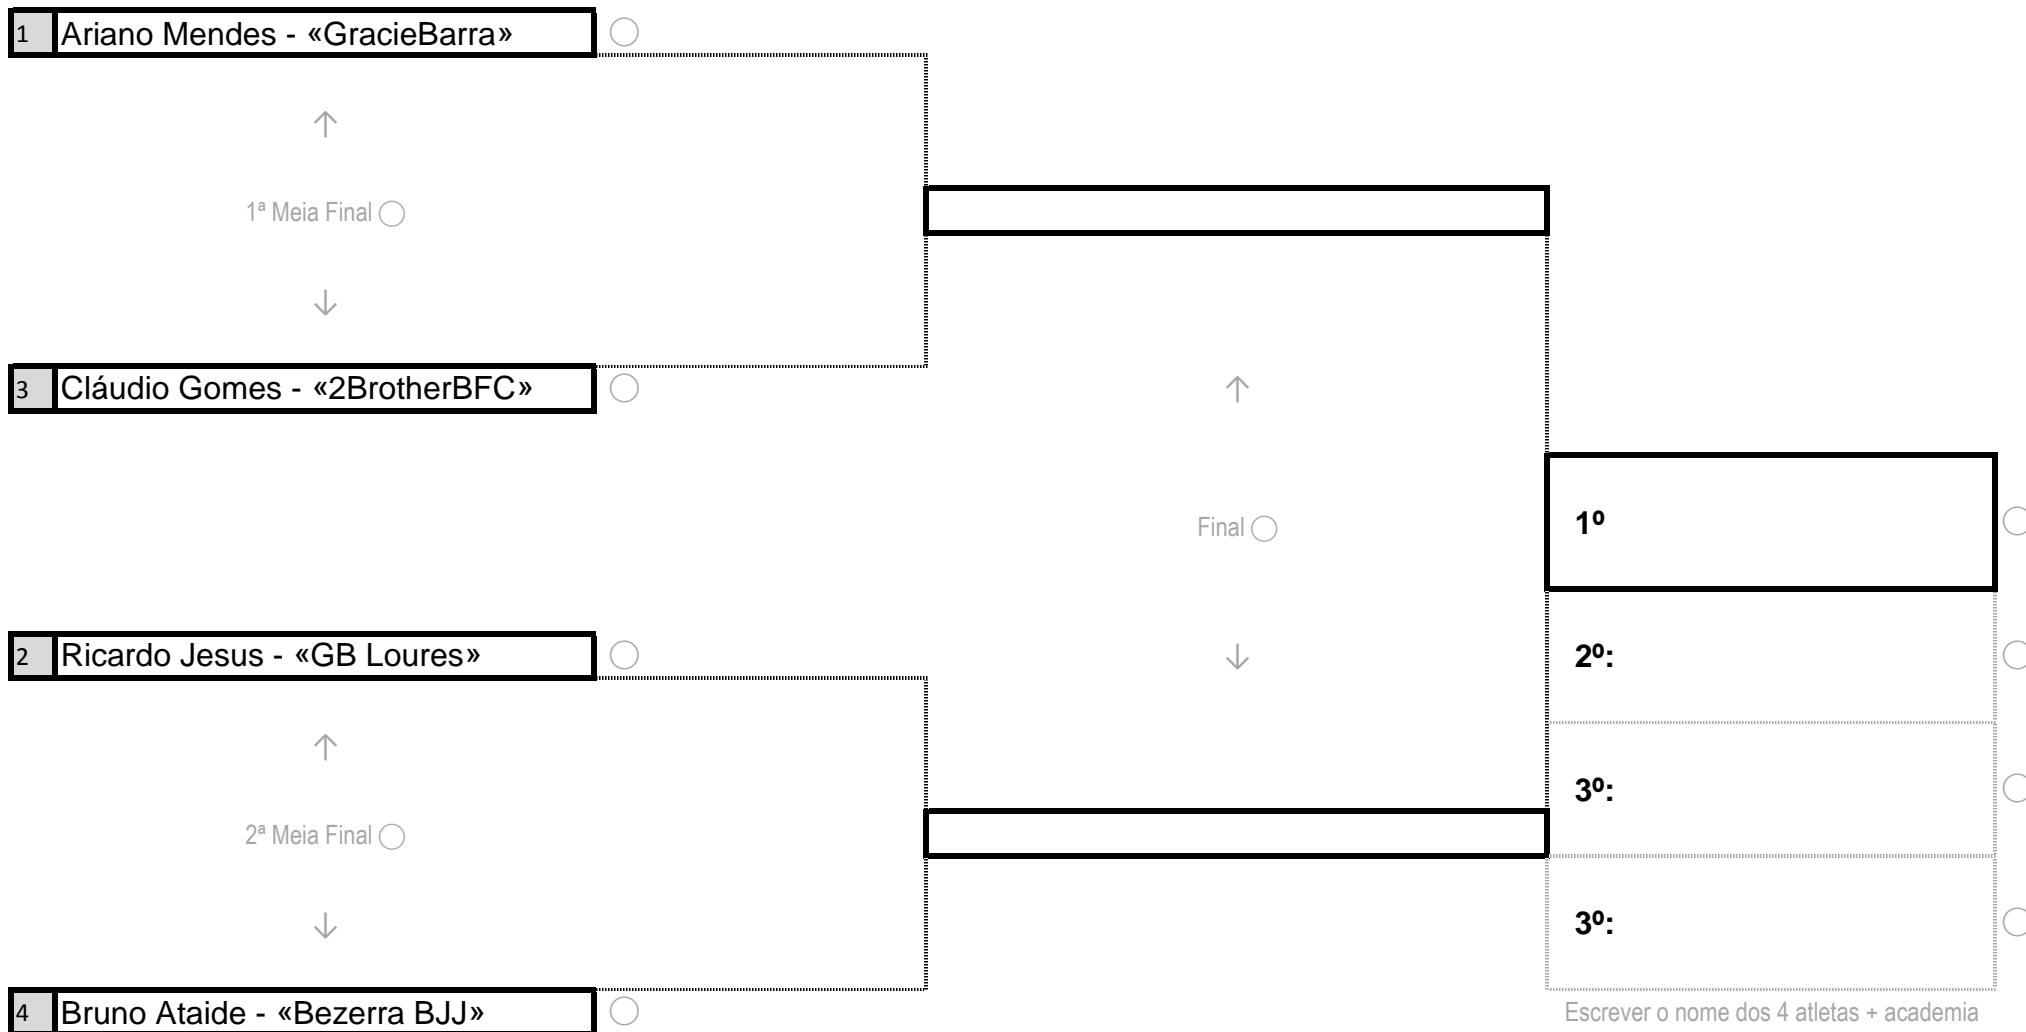 1 Ariano Mendes - «GracieBarra»
↑
1ª Meia Final
↓
3 Cláudio Gomes - «2BrotherBFC»
2 Ricardo Jesus - «GB Loures»
↑
2ª Meia Final
↓
4 Bruno Ataide - «Bezerra BJJ»
↑
Final
↓
1º
2º:
3º:
3º:
Escrever o nome dos 4 atletas + academia